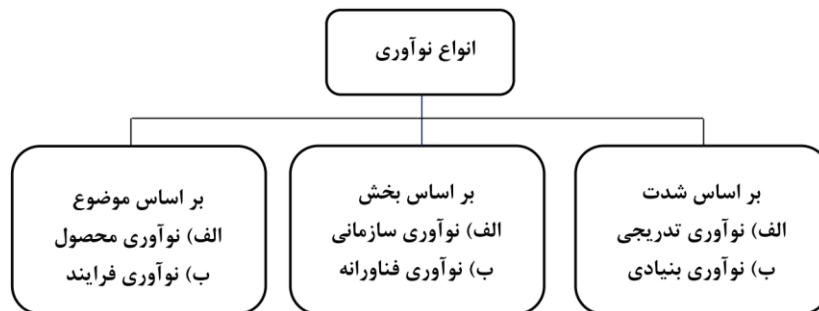 انواع نوآوری
بر اساس شدت
الف) نوآوری تدریجی
ب) نوآوری بنیادی
بر اساس بخش
الف) نوآوری سازمانی
ب) نوآوری فناورانه
بر اساس موضوع
الف) نوآوری محصول
ب) نوآوری فرایند